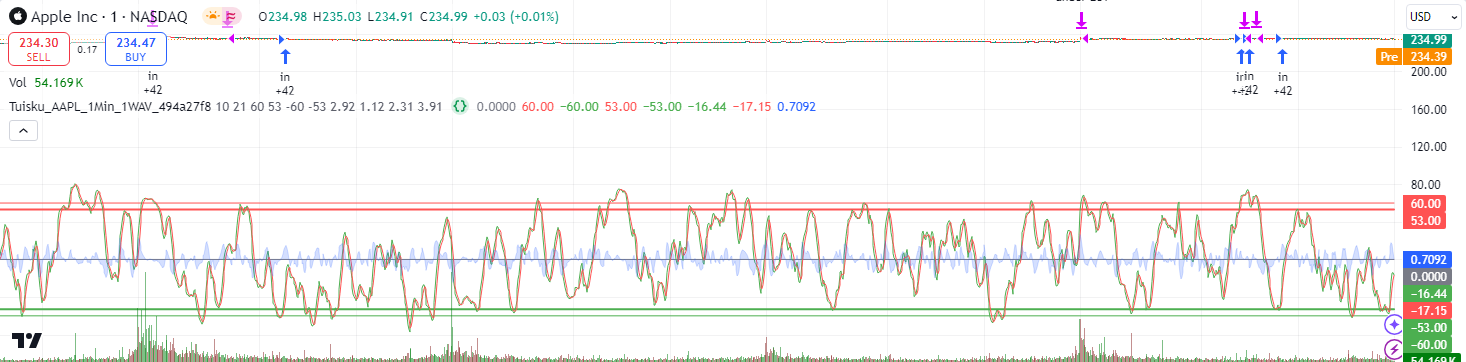 Apple Inc · 1 · NASDAQ O234.98 H235.03 L234.91 C234.99 +0.03 (+0.01%)
USD
234.30
SELL
0.17
234.47
BUY
234.99
Pre 234.39
Vol 54.169K
in
+42
in
+42
in
+42
200.00
Tuisku_AAPL_1Min_1WAV_494a27f8 10 21 60 53 -60 -53 2.92 1.12 2.31 3.91 {} 0.0000 60.00 −60.00 53.00 −53.00 −16.44 −17.15 0.7092
160.00
120.00
80.00
60.00
53.00
0.7092
0.0000
−16.44
−17.15
−53.00
−60.00
54.169K